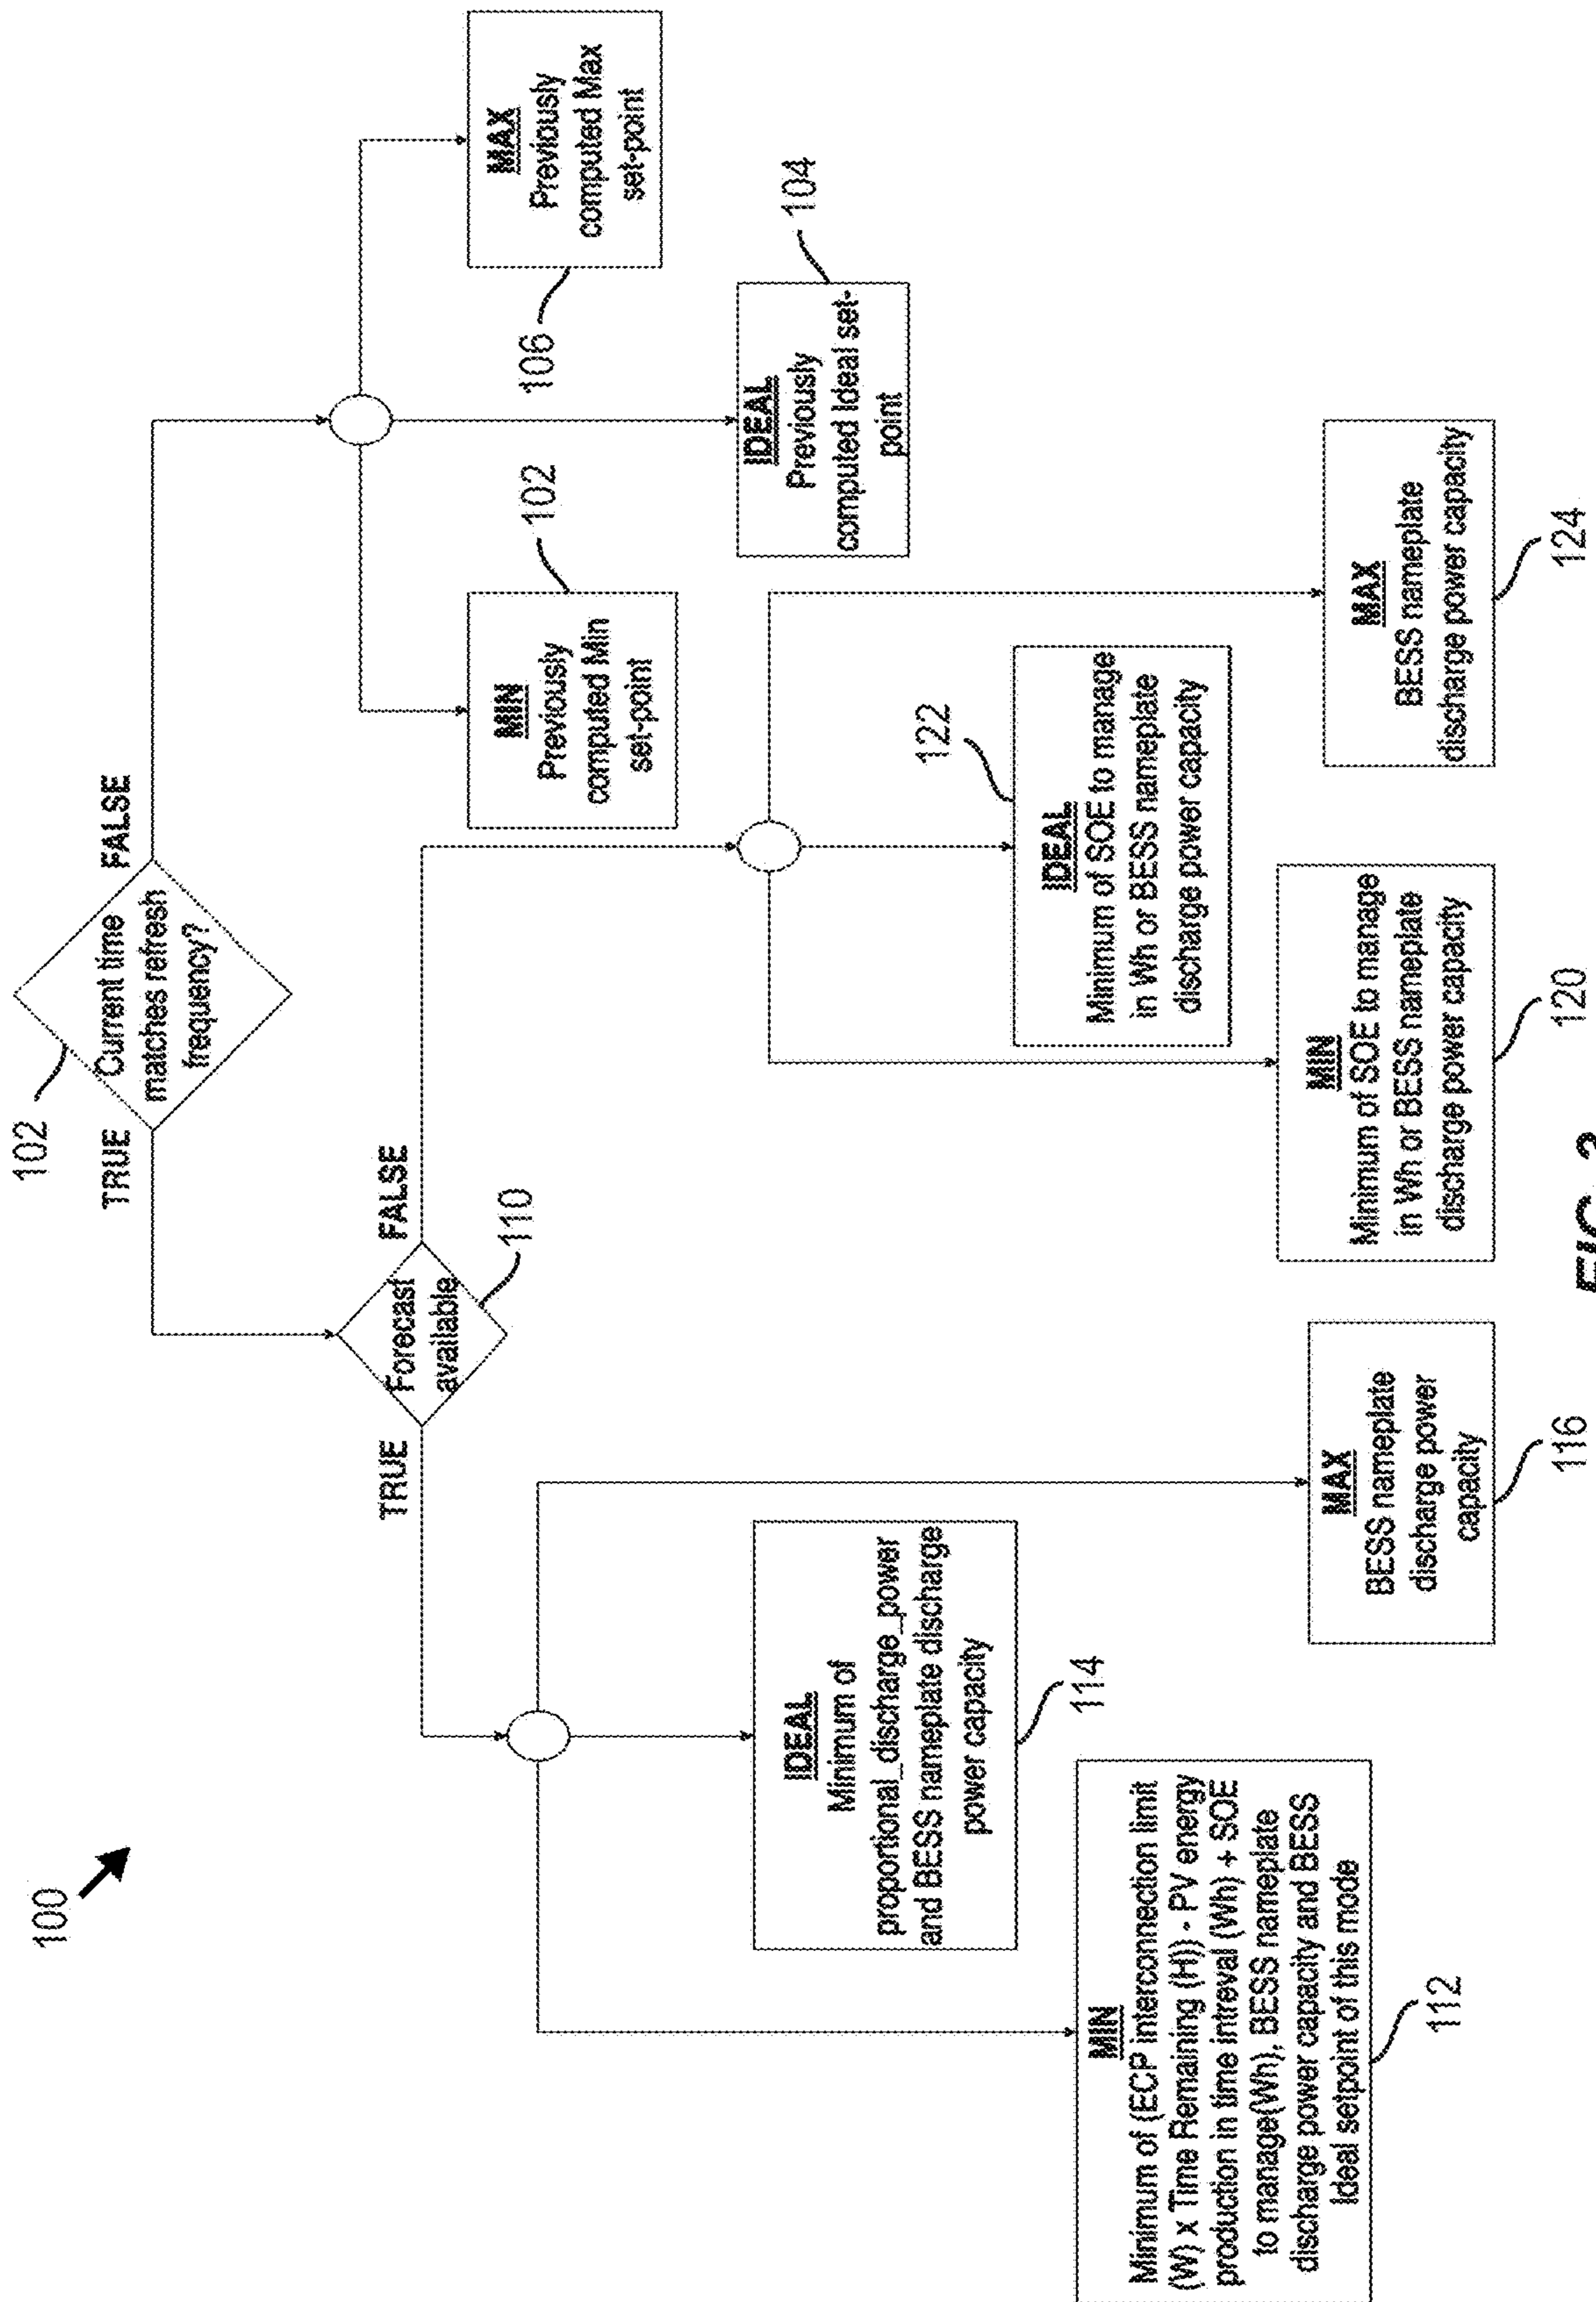 100
102
Current time
matches refresh
frequency?
TRUE
FALSE
Forecast
available
TRUE
FALSE
110
MIN
Previously
computed Min
set-point
102
MAX
Previously
computed Max
set-point
106
IDEAL
Previously
computed Ideal set-
point
104
IDEAL
Minimum of
proportional_discharge_power
and BESS nameplate discharge
power capacity
114
MIN
Minimum of (ECP interconnection limit
(W) x Time Remaining (H)) - PV energy
production in time intreval (Wh) + SOE
to manage(Wh), BESS nameplate
discharge power capacity and BESS
Ideal setpoint of this mode
112
MAX
BESS nameplate
discharge power
capacity
116
IDEAL
Minimum of SOE to manage
in Wh or BESS nameplate
discharge power capacity
122
MIN
Minimum of SOE to manage
in Wh or BESS nameplate
discharge power capacity
120
MAX
BESS nameplate
discharge power capacity
124